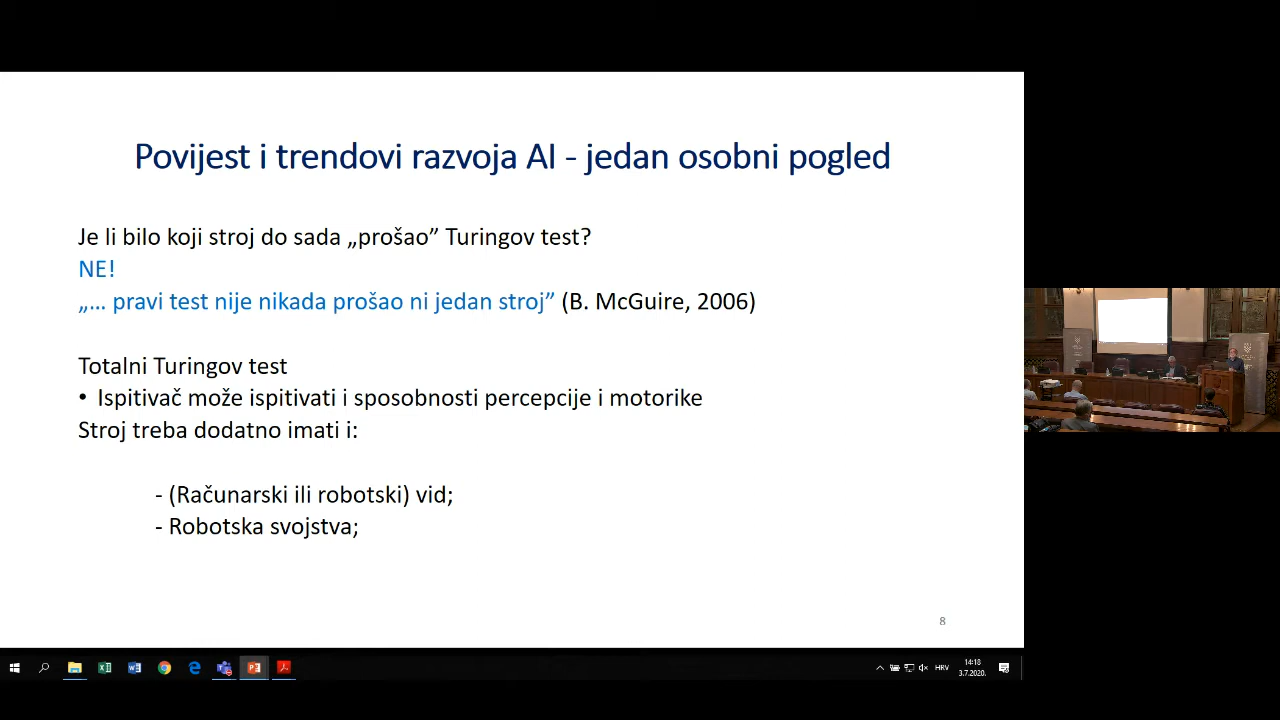 Povijest i trendovi razvoja AI - jedan osobni pogled
Je li bilo koji stroj do sada „prošao” Turingov test?
NE!
„… pravi test nije nikada prošao ni jedan stroj” (B. McGuire, 2006)
Totalni Turingov test
• Ispitivač može ispitivati i sposobnosti percepcije i motorike
Stroj treba dodatno imati i:
- (Računarski ili robotski) vid;
- Robotska svojstva;
8
HRV
14:18
3.7.2020.